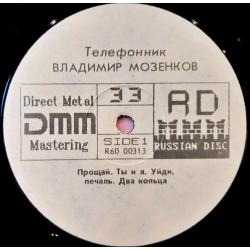 Телефонник
ВЛАДИМИР МОЗЕНКОВ
Direct Metal
DMM
Mastering
33
SIDE 1
R60 00313
RD
RUSSIAN DISC
Прощай. Ты и я. Уйди,
печаль. Два кольца